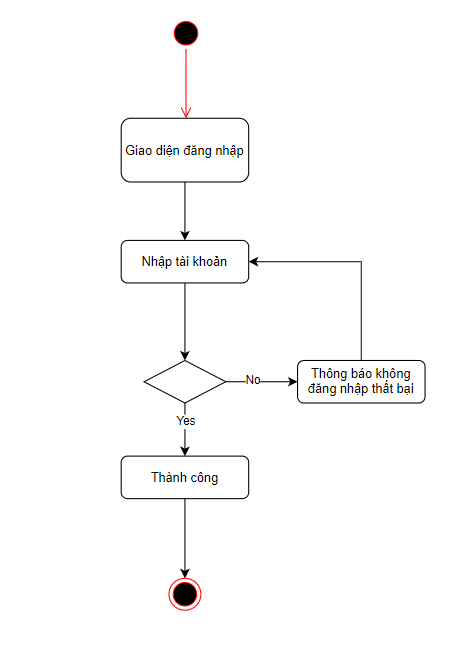 Giao diện đăng nhập
Nhập tài khoản
No
Thông báo không
đăng nhập thất bại
Yes
Thành công